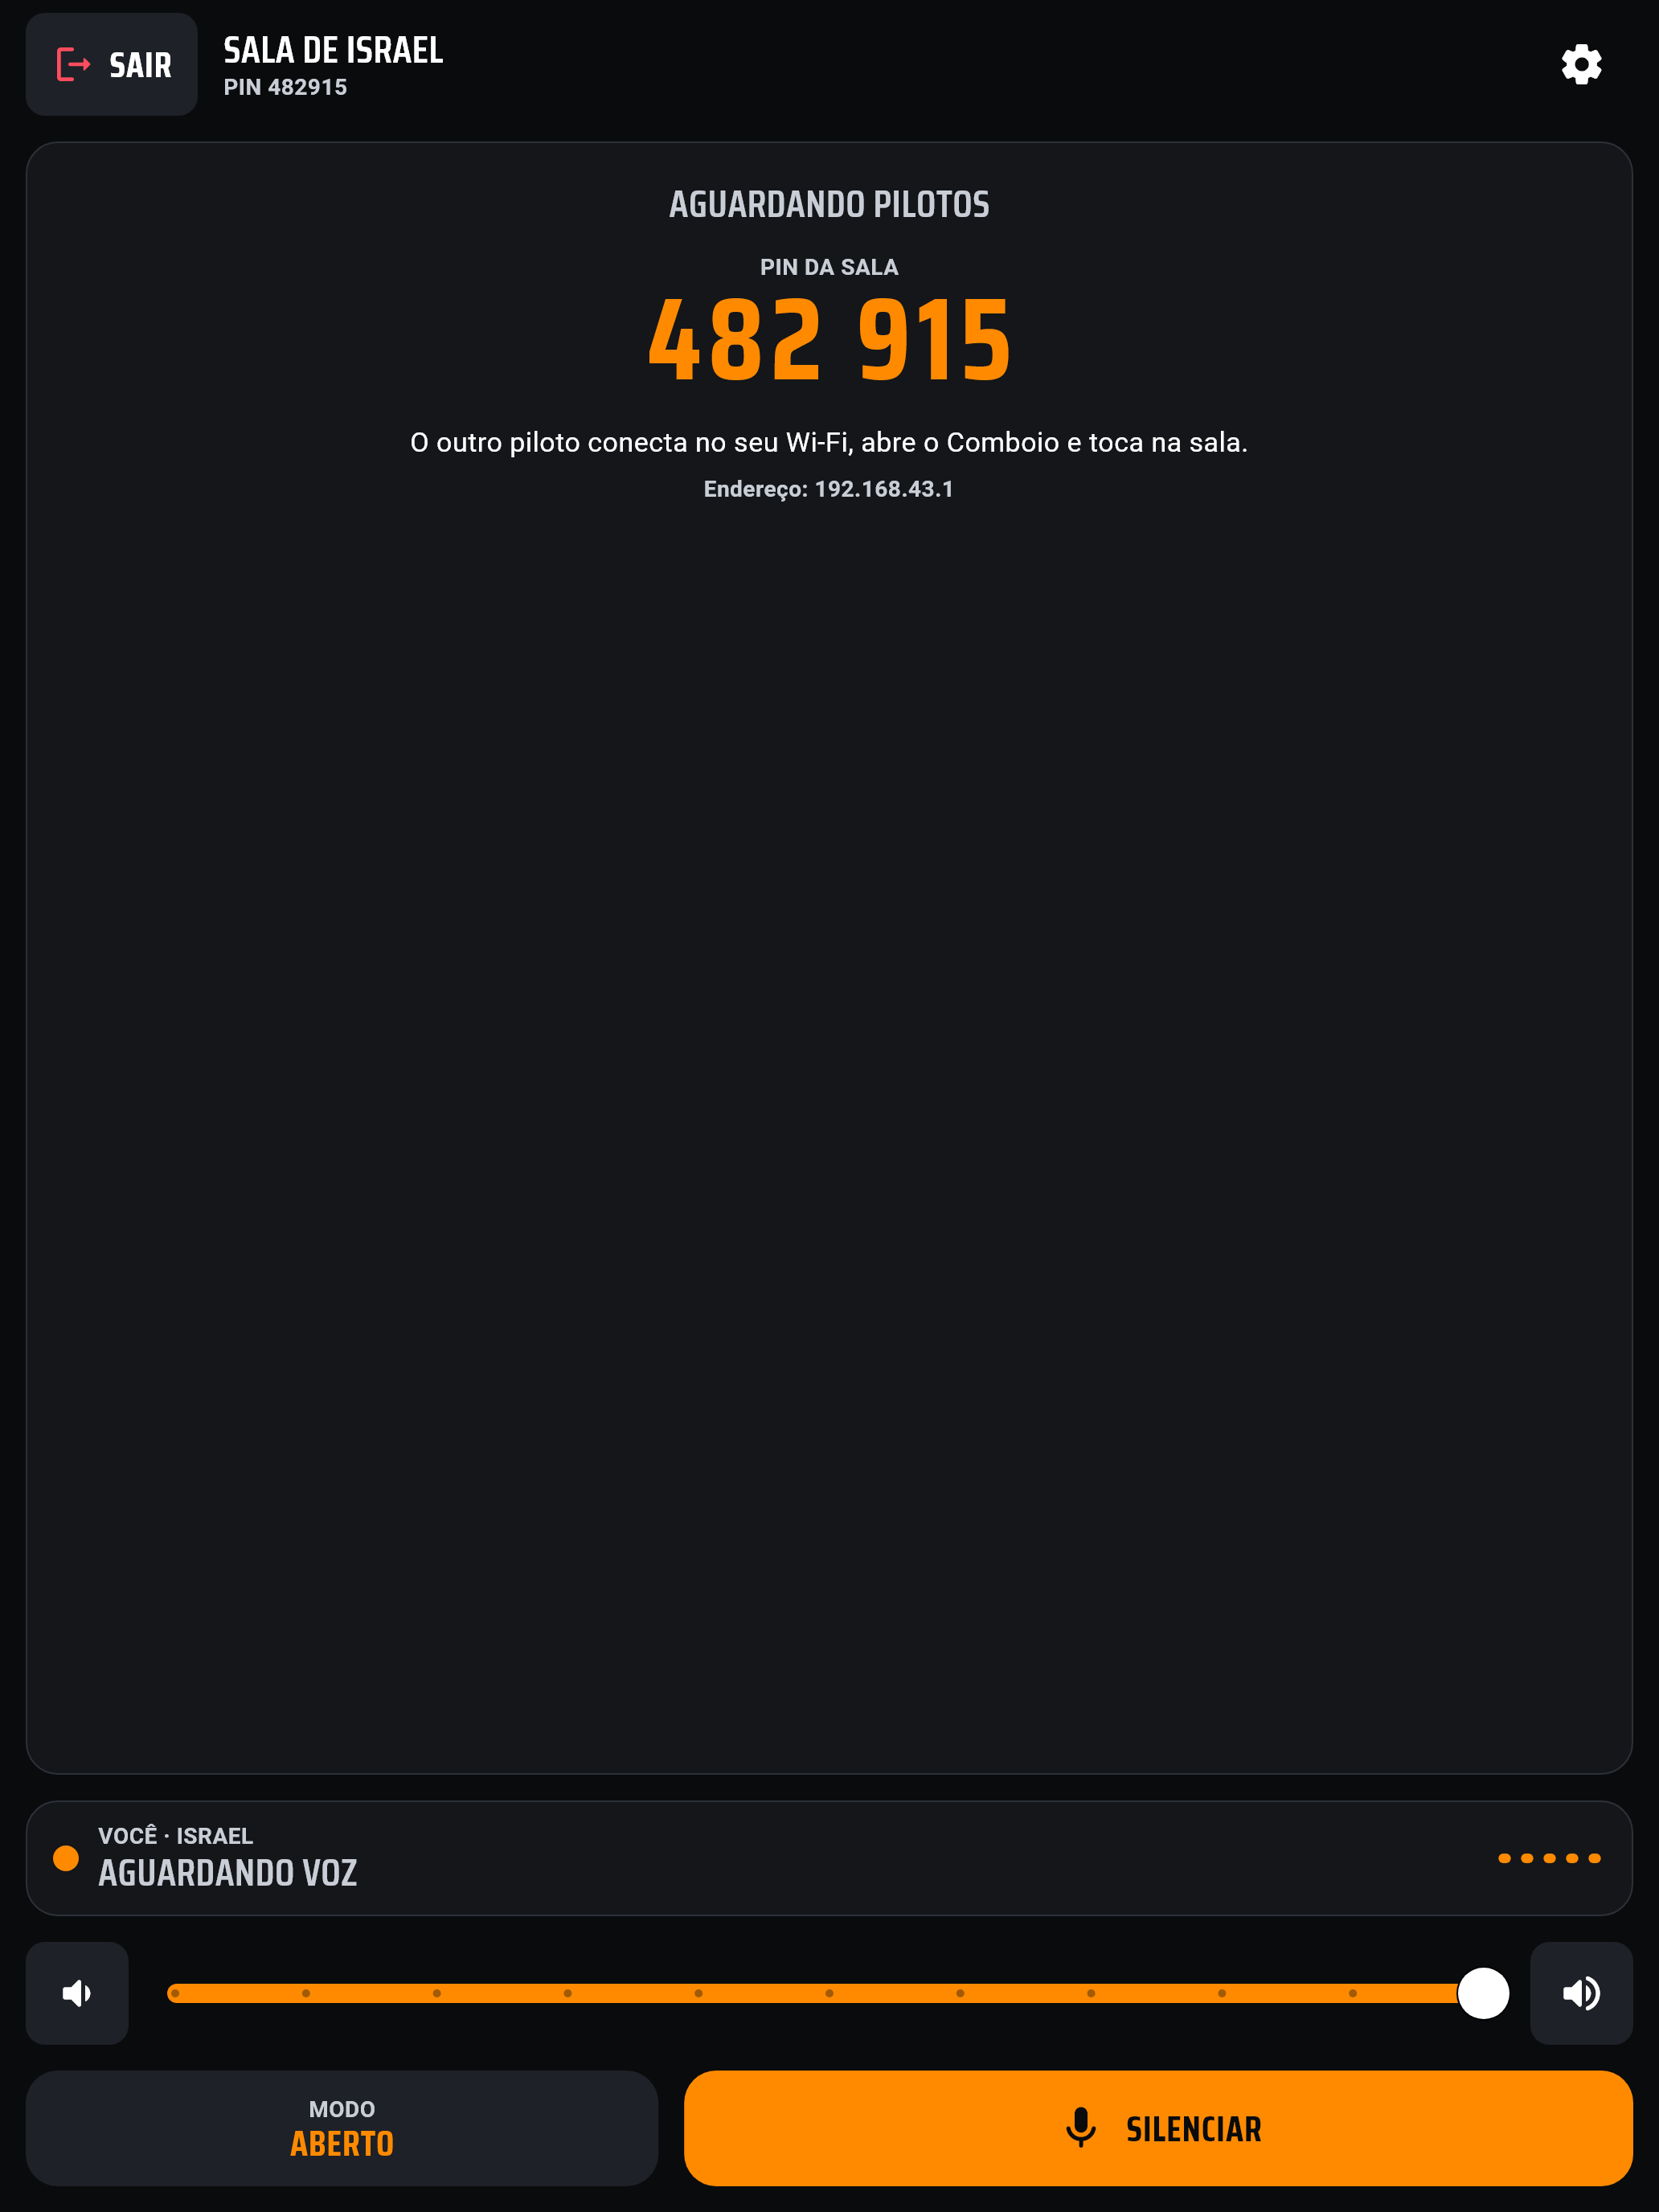 SAIR
SALA DE ISRAEL
PIN 482915
AGUARDANDO PILOTOS
PIN DA SALA
482 915
O outro piloto conecta no seu Wi-Fi, abre o Comboio e toca na sala.
Endereço: 192.168.43.1
VOCÊ · ISRAEL
AGUARDANDO VOZ
MODO
ABERTO
SILENCIAR